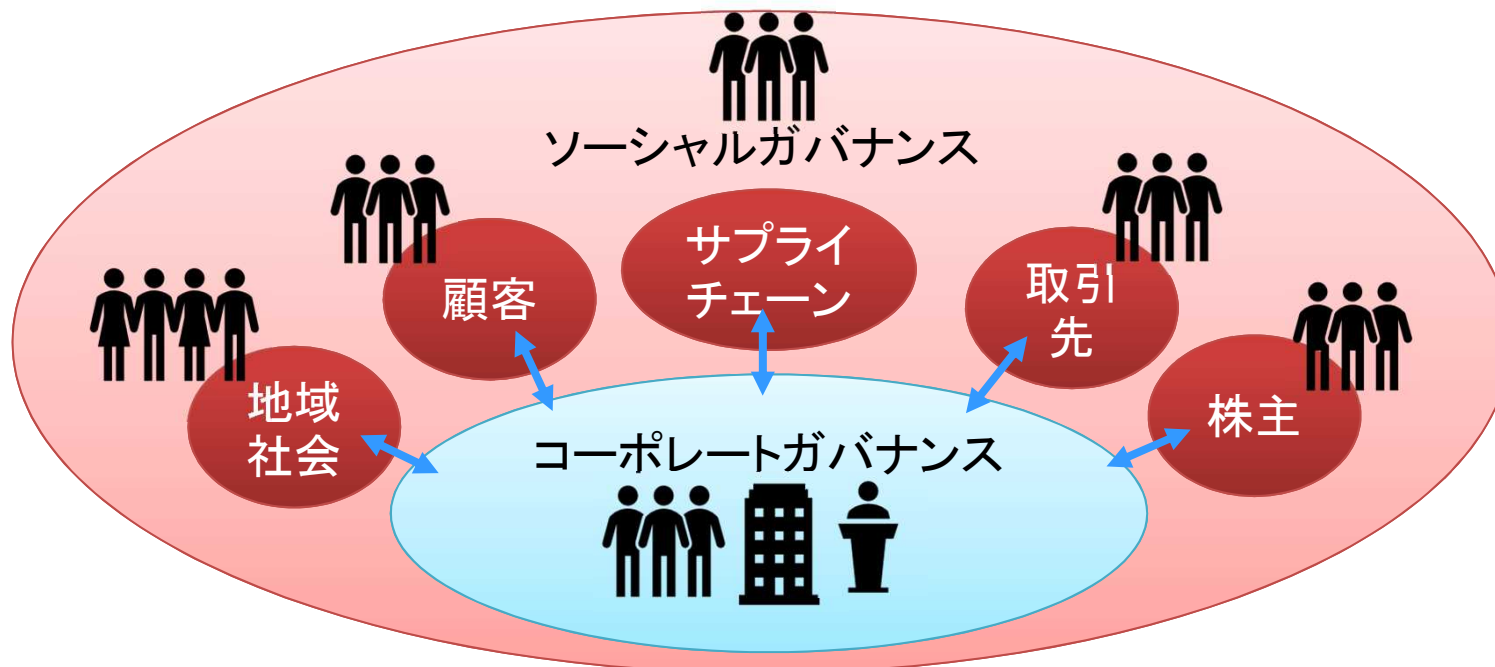 ソーシャルガバナンス
サプライ
チェーン
顧客
取引
先
地域
社会
株主
コーポレートガバナンス